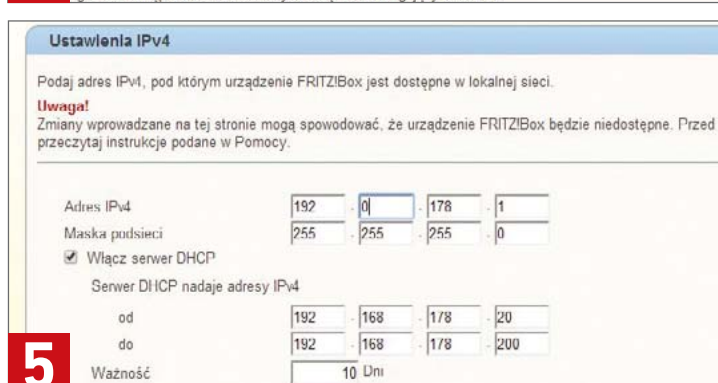 Ustawienia IPv4
Podaj adres IPv4, pod którym urządzenie FRITZ!Box jest dostępne w lokalnej sieci.
Uwaga!
Zmiany wprowadzane na tej stronie mogą spowodować, że urządzenie FRITZ!Box będzie niedostępne. Przed
przeczytaj instrukcje podane w Pomocy.
Adres IPv4 192 . 0 . 178 . 1
Maska podsieci 255 . 255 . 255 . 0
Włącz serwer DHCP
Serwer DHCP nadaje adresy IPv4
od 192 . 168 . 178 . 20
do 192 . 168 . 178 . 200
Ważność 10 Dni
5